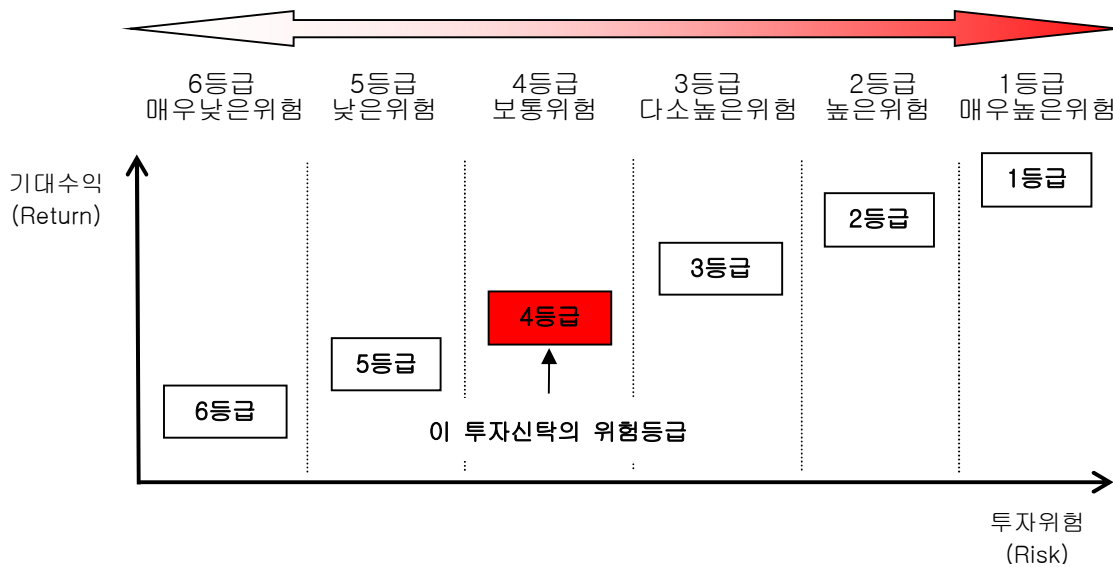 6등급 5등급 4등급 3등급 2등급 1등급
매우낮은위험 낮은위험 보통위험 다소높은위험 높은위험 매우높은위험
기대수익
(Return)
1등급
2등급
3등급
4등급
5등급
6등급
이 투자신탁의 위험등급
투자위험
(Risk)